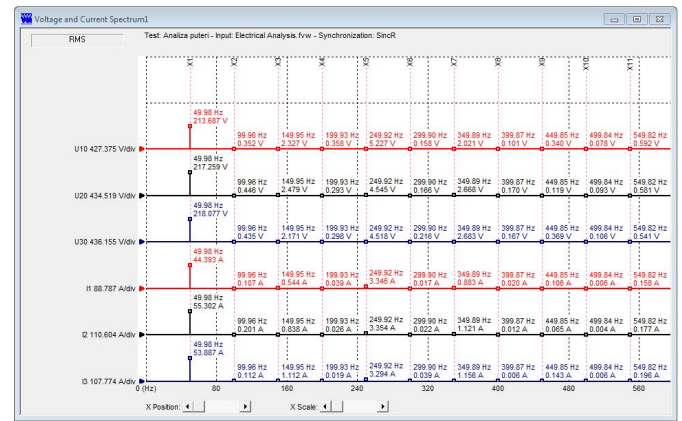 Voltage and Current Spectrum1
RMS
Test: Analiza puteri - Input: Electrical Analysis.fvw - Synchronization: SincR
X1 X2 X3 X4 X5 X6 X7 X8 X9 X10 X11
49.98 Hz
213.687 V
99.96 Hz 149.95 Hz 199.93 Hz 249.92 Hz 299.90 Hz 349.89 Hz 399.87 Hz 449.85 Hz 499.84 Hz 549.82 Hz
0.352 V 2.327 V 0.358 V 5.227 V 0.158 V 2.021 V 0.101 V 0.340 V 0.078 V 0.592 V
U10 427.375 V/div
49.98 Hz
217.259 V
99.96 Hz 149.95 Hz 199.93 Hz 249.92 Hz 299.90 Hz 349.89 Hz 399.87 Hz 449.85 Hz 499.84 Hz 549.82 Hz
0.446 V 2.479 V 0.293 V 4.545 V 0.166 V 2.668 V 0.170 V 0.119 V 0.093 V 0.581 V
U20 434.519 V/div
49.98 Hz
218.077 V
99.96 Hz 149.95 Hz 199.93 Hz 249.92 Hz 299.90 Hz 349.89 Hz 399.87 Hz 449.85 Hz 499.84 Hz 549.82 Hz
0.435 V 2.171 V 0.298 V 4.518 V 0.216 V 2.683 V 0.167 V 0.369 V 0.106 V 0.541 V
U30 436.155 V/div
49.98 Hz
44.393 A
99.96 Hz 149.95 Hz 199.93 Hz 249.92 Hz 299.90 Hz 349.89 Hz 399.87 Hz 449.85 Hz 499.84 Hz 549.82 Hz
0.107 A 0.544 A 0.039 A 3.346 A 0.017 A 0.883 A 0.020 A 0.106 A 0.006 A 0.158 A
I1 88.787 A/div
49.98 Hz
55.302 A
99.96 Hz 149.95 Hz 199.93 Hz 249.92 Hz 299.90 Hz 349.89 Hz 399.87 Hz 449.85 Hz 499.84 Hz 549.82 Hz
0.201 A 0.838 A 0.026 A 3.354 A 0.022 A 1.121 A 0.012 A 0.065 A 0.004 A 0.177 A
I2 110.604 A/div
49.98 Hz
53.887 A
99.96 Hz 149.95 Hz 199.93 Hz 249.92 Hz 299.90 Hz 349.89 Hz 399.87 Hz 449.85 Hz 499.84 Hz 549.82 Hz
0.112 A 1.112 A 0.019 A 3.294 A 0.039 A 1.156 A 0.006 A 0.143 A 0.006 A 0.196 A
I3 107.774 A/div
0 (Hz) 80 160 240 320 400 480 560
X Position: X Scale: